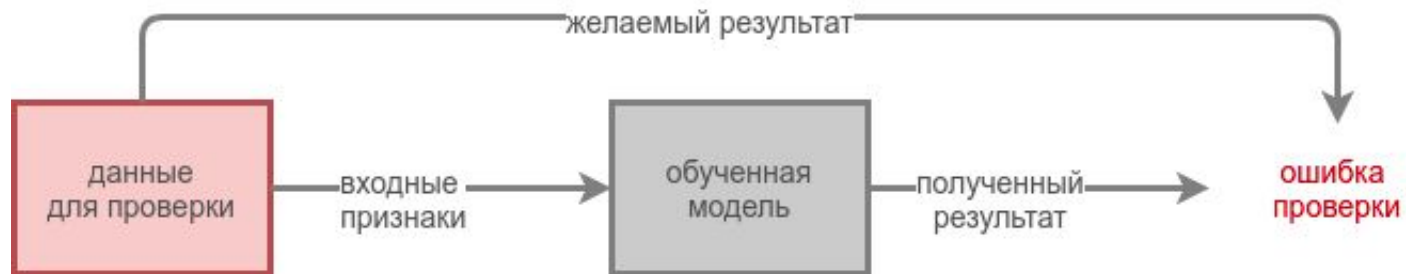 желаемый результат
данные
для проверки
входные
признаки
обученная
модель
полученный
результат
ошибка
проверки